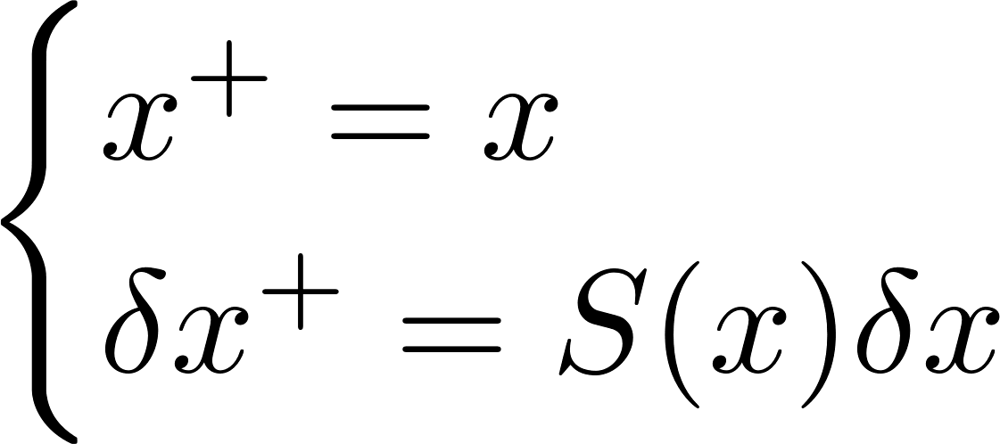 x⁺ = x
δx⁺ = S(x)δx